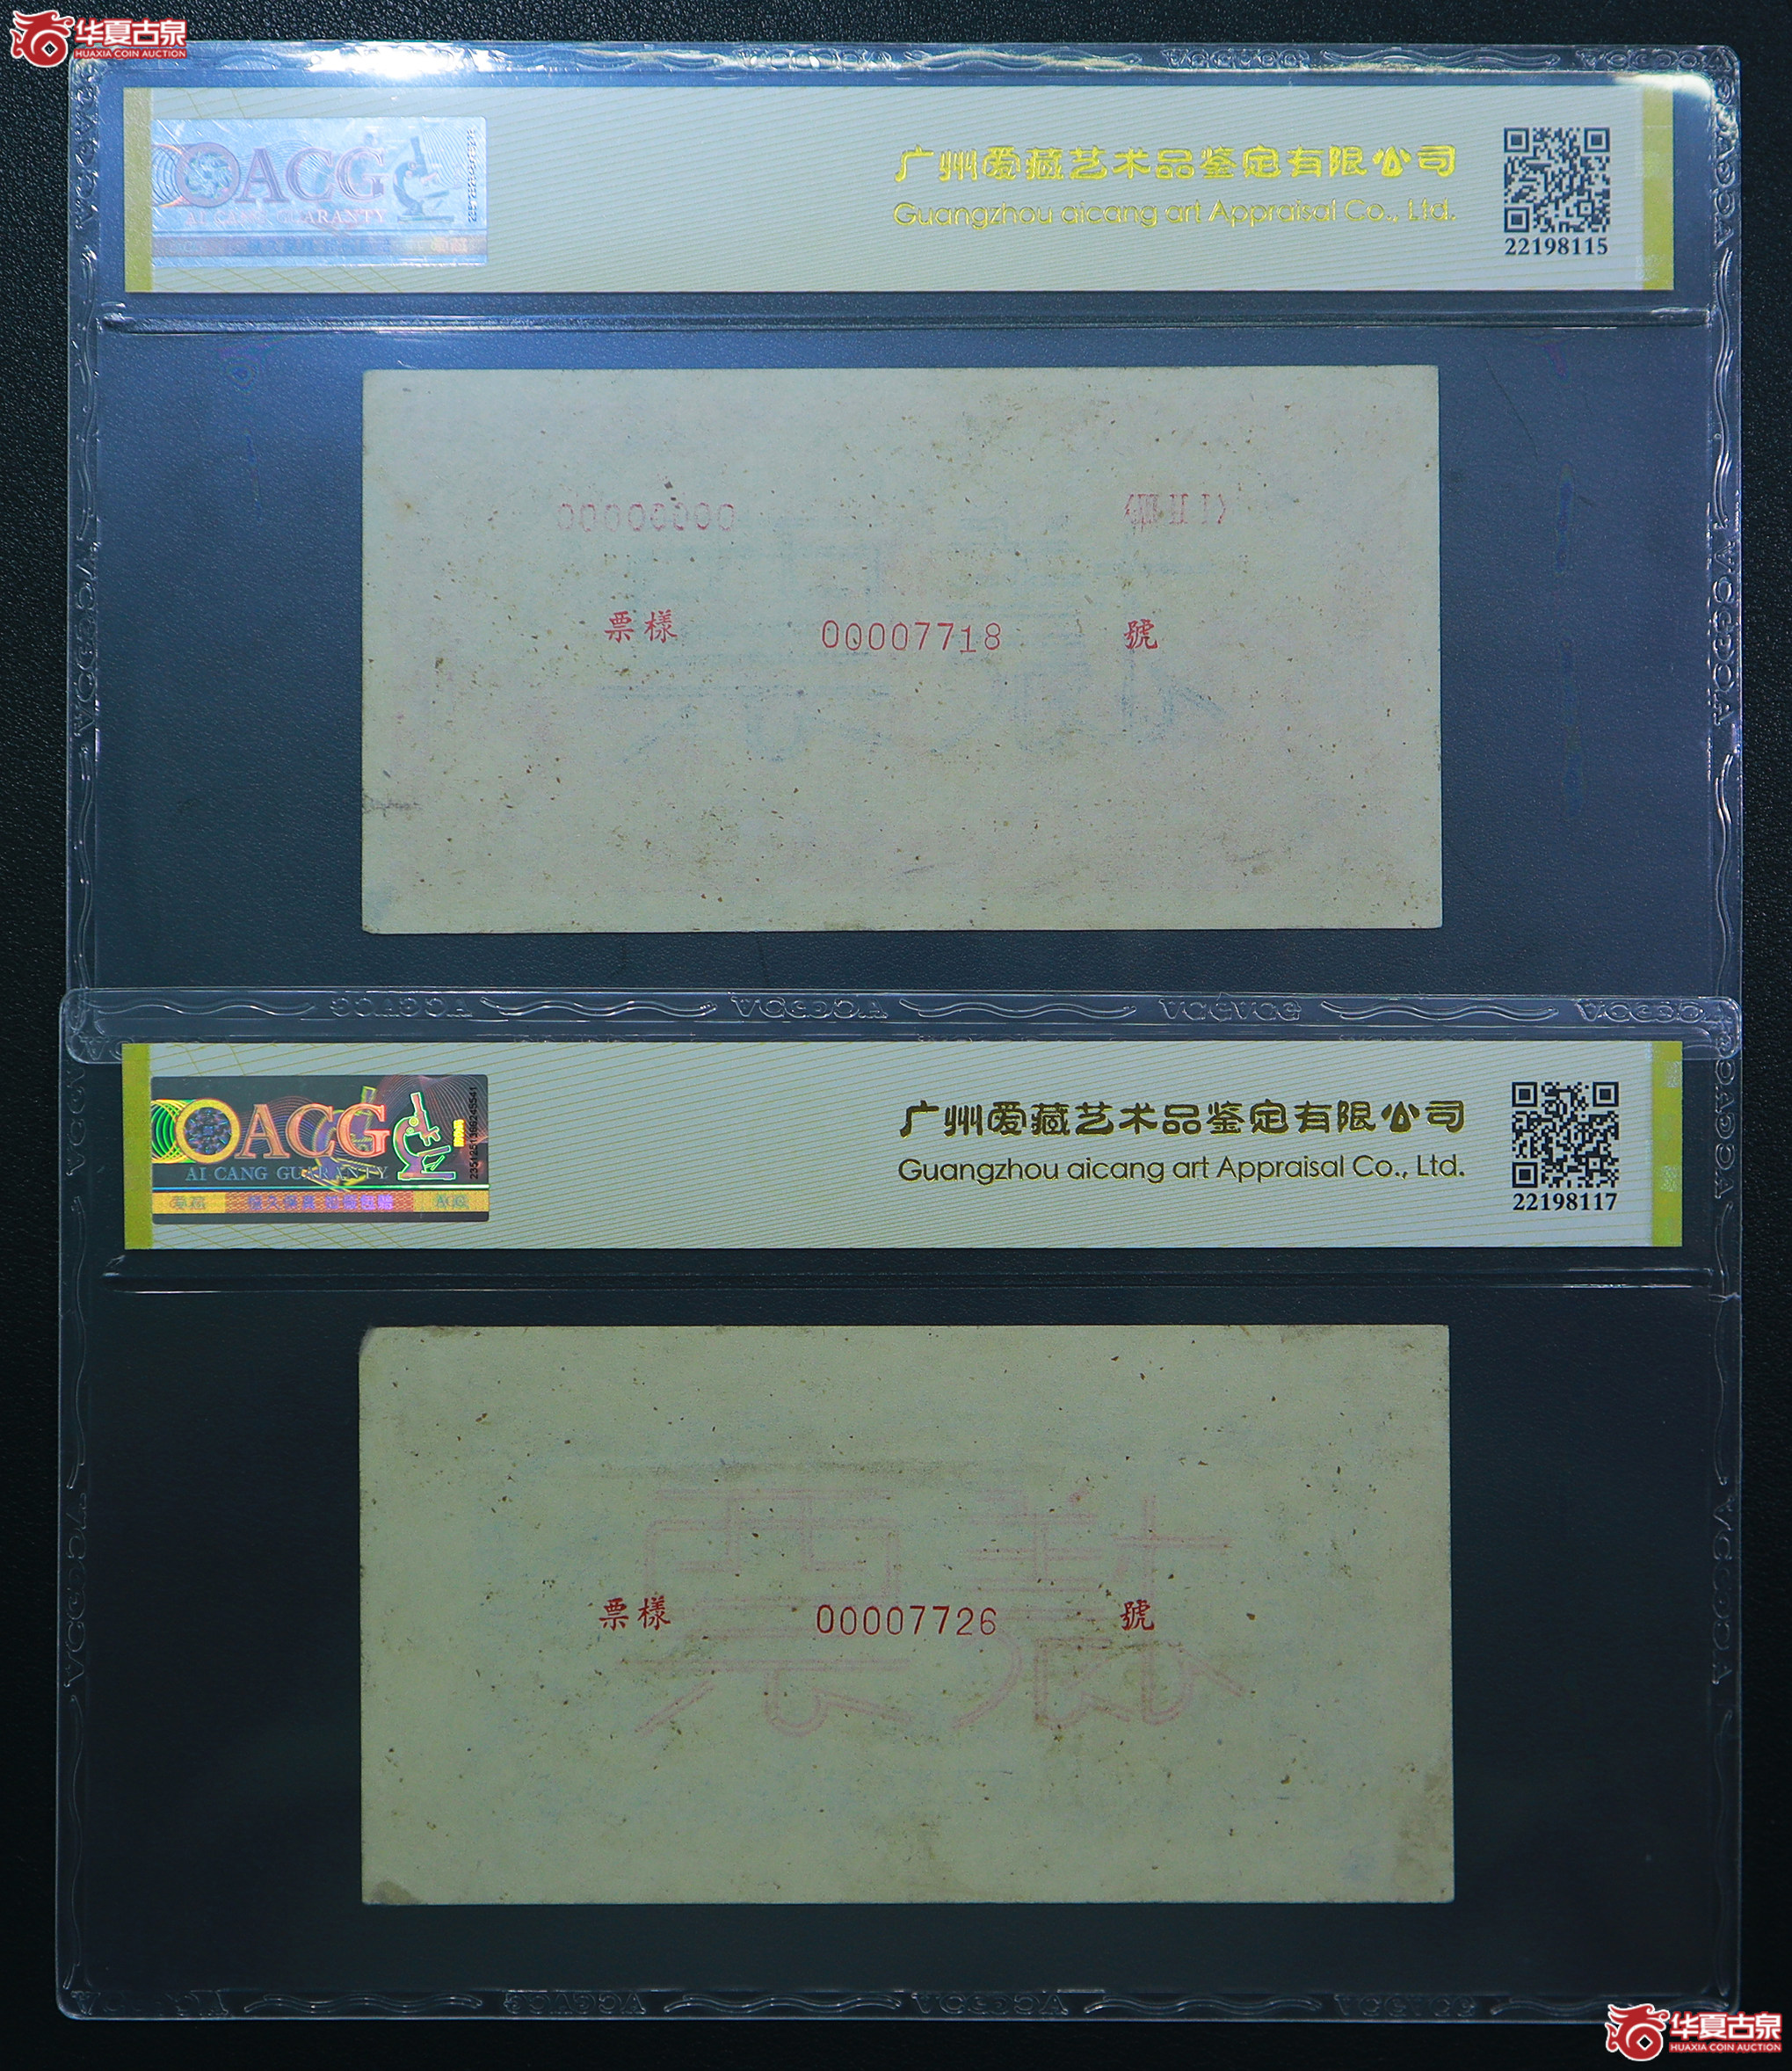 华夏古泉
HUAXIA COIN AUCTION
ACG
AI CANG GUARANTY
广州爱藏艺术品鉴定有限公司
Guangzhou aicang art Appraisal Co., Ltd.
22198115
00000000
票樣 00007718 號
ACG
AI CANG GUARANTY
广州爱藏艺术品鉴定有限公司
Guangzhou aicang art Appraisal Co., Ltd.
22198117
票樣 00007726 號
华夏古泉
HUAXIA COIN AUCTION